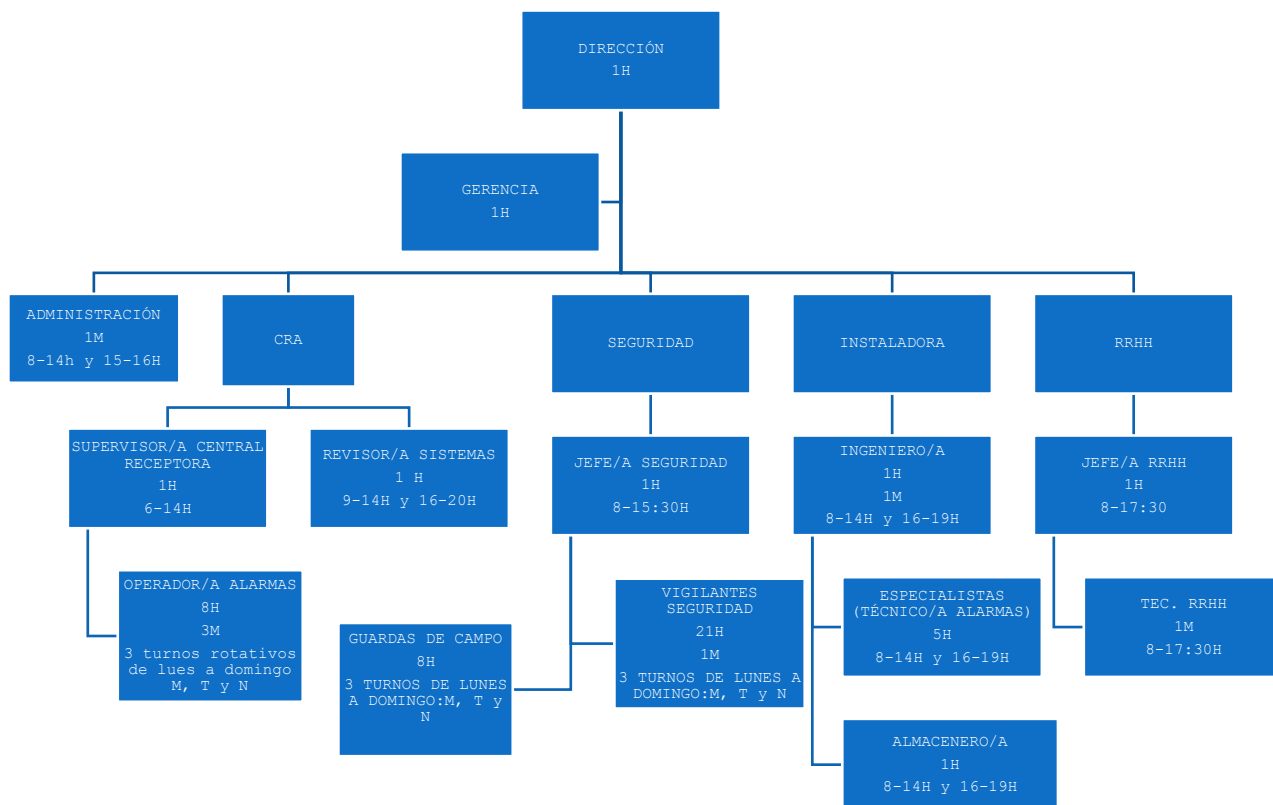 DIRECCIÓN
1H
GERENCIA
1H
ADMINISTRACIÓN
1M
8-14h y 15-16H
CRA
SEGURIDAD
INSTALADORA
RRHH
SUPERVISOR/A CENTRAL
RECEPTORA
1H
6-14H
REVISOR/A SISTEMAS
1 H
9-14H y 16-20H
JEFE/A SEGURIDAD
1H
8-15:30H
INGENIERO/A
1H
1M
8-14H y 16-19H
JEFE/A RRHH
1H
8-17:30
OPERADOR/A ALARMAS
8H
3M
3 turnos rotativos
de lues a domingo
M, T y N
GUARDAS DE CAMPO
8H
3 TURNOS DE LUNES
A DOMINGO:M, T y
N
VIGILANTES
SEGURIDAD
21H
1M
3 TURNOS DE LUNES A
DOMINGO:M, T y N
ESPECIALISTAS
(TÉCNICO/A ALARMAS)
5H
8-14H y 16-19H
TEC. RRHH
1M
8-17:30H
ALMACENERO/A
1H
8-14H y 16-19H